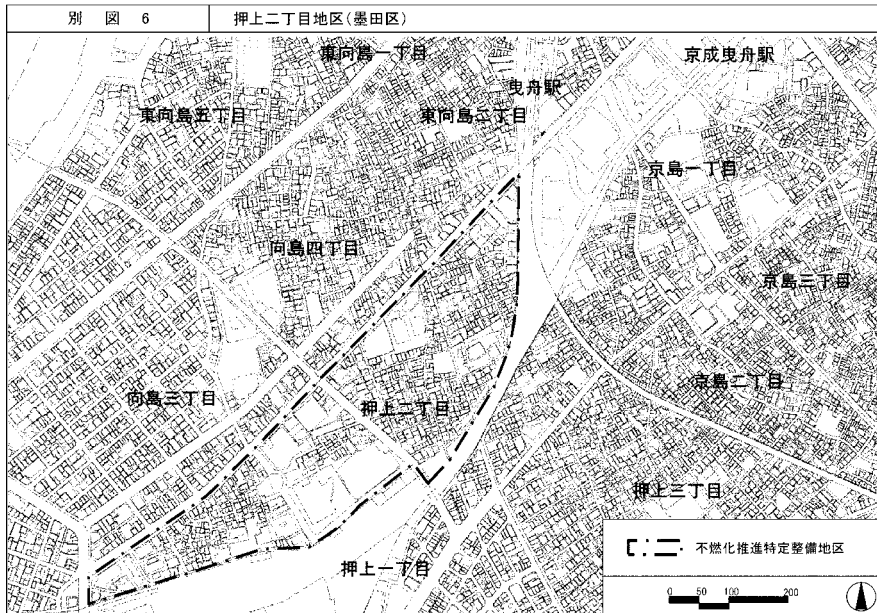 別 図 6 押上二丁目地区(墨田区)
東向島一丁目
京成曳舟駅
曳舟駅
東向島五丁目
東向島二丁目
京島一丁目
向島四丁目
京島三丁目
京島二丁目
向島三丁目
押上二丁目
押上三丁目
押上一丁目
不燃化推進特定整備地区
0 50 100 200